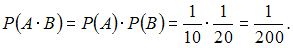 P(A · B) = P(A) · P(B) = 1/10 · 1/20 = 1/200.